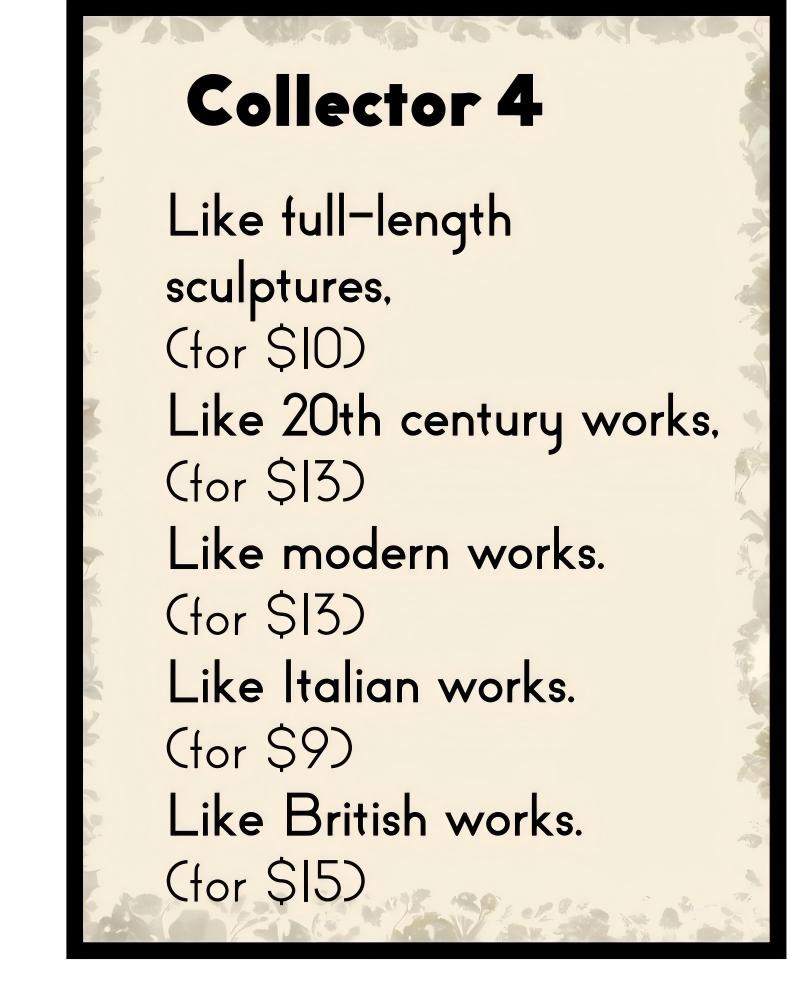 Collector 4
Like full-length
sculptures,
(for $10)
Like 20th century works,
(for $13)
Like modern works.
(for $13)
Like Italian works.
(for $9)
Like British works.
(for $15)